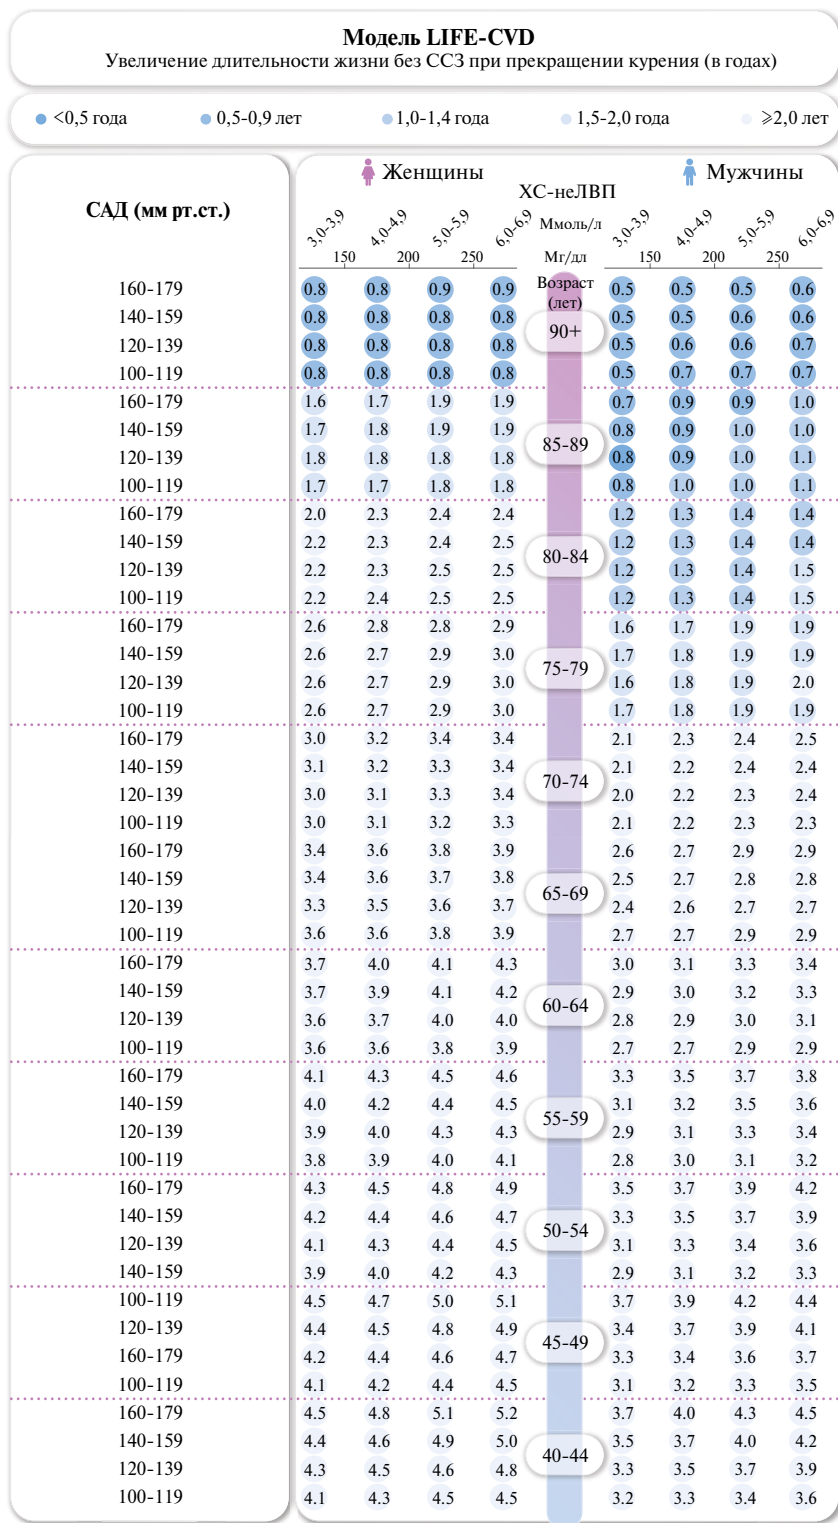 Модель LIFE-CVD
Увеличение длительности жизни без ССЗ при прекращении курения (в годах)
<0,5 года 0,5-0,9 лет 1,0-1,4 года 1,5-2,0 года ⩾2,0 лет
Женщины Мужчины
ХС-неЛВП
САД (мм рт.ст.)
3,0-3,9 4,0-4,9 5,0-5,9 6,0-6,9 Ммоль/л 3,0-3,9 4,0-4,9 5,0-5,9 6,0-6,9
150 200 250 Мг/дл 150 200 250
Возраст
(лет)
160-179 0.8 0.8 0.9 0.9 0.5 0.5 0.5 0.6
140-159 0.8 0.8 0.8 0.8 0.5 0.5 0.6 0.6
90+
120-139 0.8 0.8 0.8 0.8 0.5 0.6 0.6 0.7
100-119 0.8 0.8 0.8 0.8 0.5 0.7 0.7 0.7
160-179 1.6 1.7 1.9 1.9 0.7 0.9 0.9 1.0
140-159 1.7 1.8 1.9 1.9 0.8 0.9 1.0 1.0
85-89
120-139 1.8 1.8 1.8 1.8 0.8 0.9 1.0 1.1
100-119 1.7 1.7 1.8 1.8 0.8 1.0 1.0 1.1
160-179 2.0 2.3 2.4 2.4 1.2 1.3 1.4 1.4
140-159 2.2 2.3 2.4 2.5 1.2 1.3 1.4 1.4
80-84
120-139 2.2 2.3 2.5 2.5 1.2 1.3 1.4 1.5
100-119 2.2 2.4 2.5 2.5 1.2 1.3 1.4 1.5
160-179 2.6 2.8 2.8 2.9 1.6 1.7 1.9 1.9
140-159 2.6 2.7 2.9 3.0 1.7 1.8 1.9 1.9
75-79
120-139 2.6 2.7 2.9 3.0 1.6 1.8 1.9 2.0
100-119 2.6 2.7 2.9 3.0 1.7 1.8 1.9 1.9
160-179 3.0 3.2 3.4 3.4 2.1 2.3 2.4 2.5
140-159 3.1 3.2 3.3 3.4 2.1 2.2 2.4 2.4
70-74
120-139 3.0 3.1 3.3 3.4 2.0 2.2 2.3 2.4
100-119 3.0 3.1 3.2 3.3 2.1 2.2 2.3 2.3
160-179 3.4 3.6 3.8 3.9 2.6 2.7 2.9 2.9
140-159 3.4 3.6 3.7 3.8 2.5 2.7 2.8 2.8
65-69
120-139 3.3 3.5 3.6 3.7 2.4 2.6 2.7 2.7
100-119 3.6 3.6 3.8 3.9 2.7 2.7 2.9 2.9
160-179 3.7 4.0 4.1 4.3 3.0 3.1 3.3 3.4
140-159 3.7 3.9 4.1 4.2 2.9 3.0 3.2 3.3
60-64
120-139 3.6 3.7 4.0 4.0 2.8 2.9 3.0 3.1
100-119 3.6 3.6 3.8 3.9 2.7 2.7 2.9 2.9
160-179 4.1 4.3 4.5 4.6 3.3 3.5 3.7 3.8
140-159 4.0 4.2 4.4 4.5 3.1 3.2 3.5 3.6
55-59
120-139 3.9 4.0 4.3 4.3 2.9 3.1 3.3 3.4
100-119 3.8 3.9 4.0 4.1 2.8 3.0 3.1 3.2
160-179 4.3 4.5 4.8 4.9 3.5 3.7 3.9 4.2
140-159 4.2 4.4 4.6 4.7 3.3 3.5 3.7 3.9
50-54
120-139 4.1 4.3 4.4 4.5 3.1 3.3 3.4 3.6
140-159 3.9 4.0 4.2 4.3 2.9 3.1 3.2 3.3
100-119 4.5 4.7 5.0 5.1 3.7 3.9 4.2 4.4
120-139 4.4 4.5 4.8 4.9 3.4 3.7 3.9 4.1
45-49
160-179 4.2 4.4 4.6 4.7 3.3 3.4 3.6 3.7
100-119 4.1 4.2 4.4 4.5 3.1 3.2 3.3 3.5
160-179 4.5 4.8 5.1 5.2 3.7 4.0 4.3 4.5
140-159 4.4 4.6 4.9 5.0 3.5 3.7 4.0 4.2
40-44
120-139 4.3 4.5 4.6 4.8 3.3 3.5 3.7 3.9
100-119 4.1 4.3 4.5 4.5 3.2 3.3 3.4 3.6